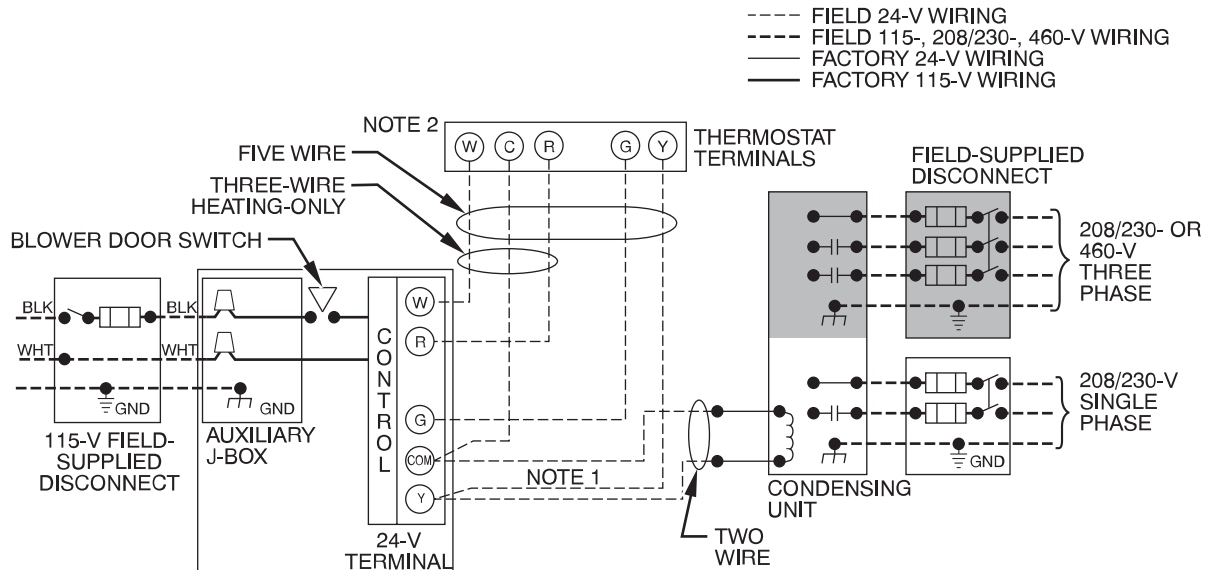 FIELD 24-V WIRING
FIELD 115-, 208/230-, 460-V WIRING
FACTORY 24-V WIRING
FACTORY 115-V WIRING
NOTE 2
W C R G Y
THERMOSTAT
TERMINALS
FIVE WIRE
THREE-WIRE
HEATING-ONLY
BLOWER DOOR SWITCH
FIELD-SUPPLIED
DISCONNECT
208/230- OR
460-V
THREE
PHASE
BLK
BLK
WHT
WHT
GND
GND
115-V FIELD-
SUPPLIED
DISCONNECT
AUXILIARY
J-BOX
CONTROL
W
R
G
COM
Y
24-V
TERMINAL
NOTE 1
TWO
WIRE
CONDENSING
UNIT
GND
208/230-V
SINGLE
PHASE